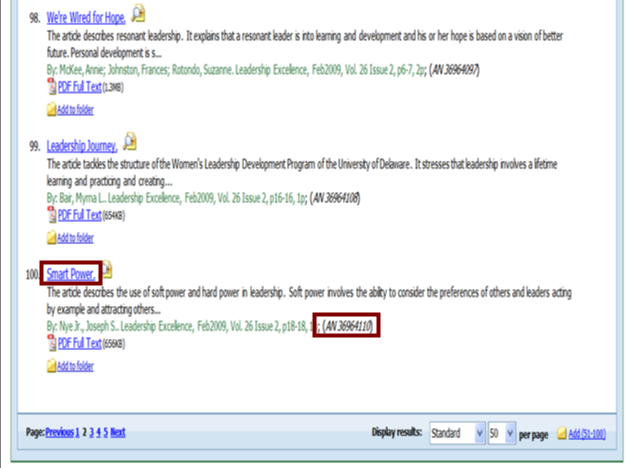 98. We're Wired for Hope.
The article describes resonant leadership. It explains that a resonant leader is into learning and development and his or her hope is based on a vision of better
future. Personal development is s...
By: McKee, Annie; Johnston, Frances; Rotondo, Suzanne. Leadership Excellence, Feb2009, Vol. 26 Issue 2, p6-7, 2p; (AN 36964097)
PDF Full Text (1.3MB)
Add to folder
99. Leadership Journey.
The article tackles the structure of the Women's Leadership Development Program of the University of Delaware. It stresses that leadership involves a lifetime
learning and practicing and creating...
By: Bair, Myrna L.. Leadership Excellence, Feb2009, Vol. 26 Issue 2, p16-16, 1p; (AN 36964108)
PDF Full Text (654KB)
Add to folder
100. Smart Power.
The article describes the use of soft power and hard power in leadership. Soft power involves the ability to consider the preferences of others and leaders acting
by example and attracting others...
By: Nye Jr., Joseph S.. Leadership Excellence, Feb2009, Vol. 26 Issue 2, p18-18, ; (AN 36964110)
PDF Full Text (656KB)
Add to folder
Page: Previous 1 2 3 4 5 Next Display results: Standard 50 per page Add (51-100)